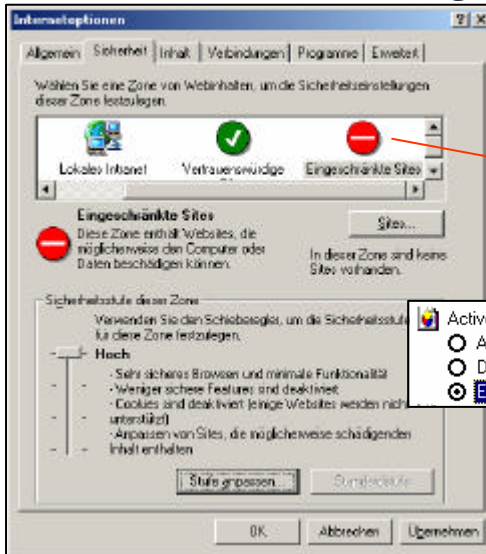 Internetoptionen
Allgemein Sicherheit Inhalt Verbindungen Programme Erweitert
Wählen Sie eine Zone von Webinhalten, um die Sicherheitseinstellungen
dieser Zone festzulegen.
Lokales Intranet Vertrauenswürdige Eingeschränkte Sites
Eingeschränkte Sites
Diese Zone enthält Websites, die
möglicherweise den Computer oder
Daten beschädigen können.
Sites...
In dieser Zone sind keine
Sites vorhanden.
Sicherheitsstufe dieser Zone
Verwenden Sie den Schieberegler, um die Sicherheitsstufe
für diese Zone festzulegen.
Hoch
- Sehr sicheres Browsen und minimale Funktionalität
- Weniger sichere Features sind deaktiviert
- Cookies sind deaktiviert (einige Websites werden nicht
unterstützt)
- Anpassen von Sites, die möglicherweise schädigenden
Inhalt enthalten
Active
A
D
E
Stufe anpassen... Standardstufe
OK Abbrechen Übernehmen